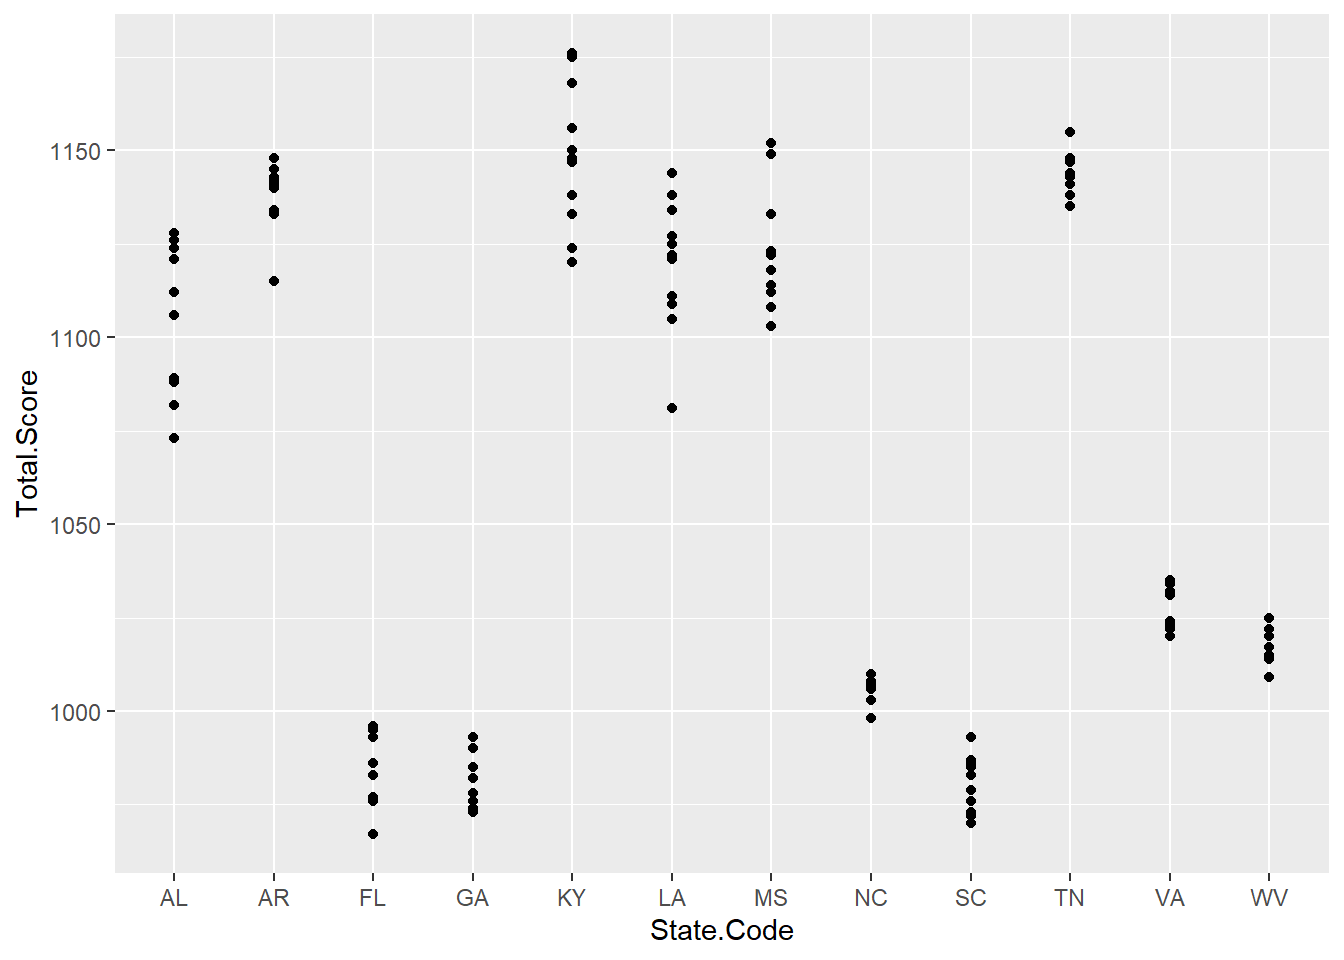 Total.Score
1150
1100
1050
1000
AL AR FL GA KY LA MS NC SC TN VA WV
State.Code